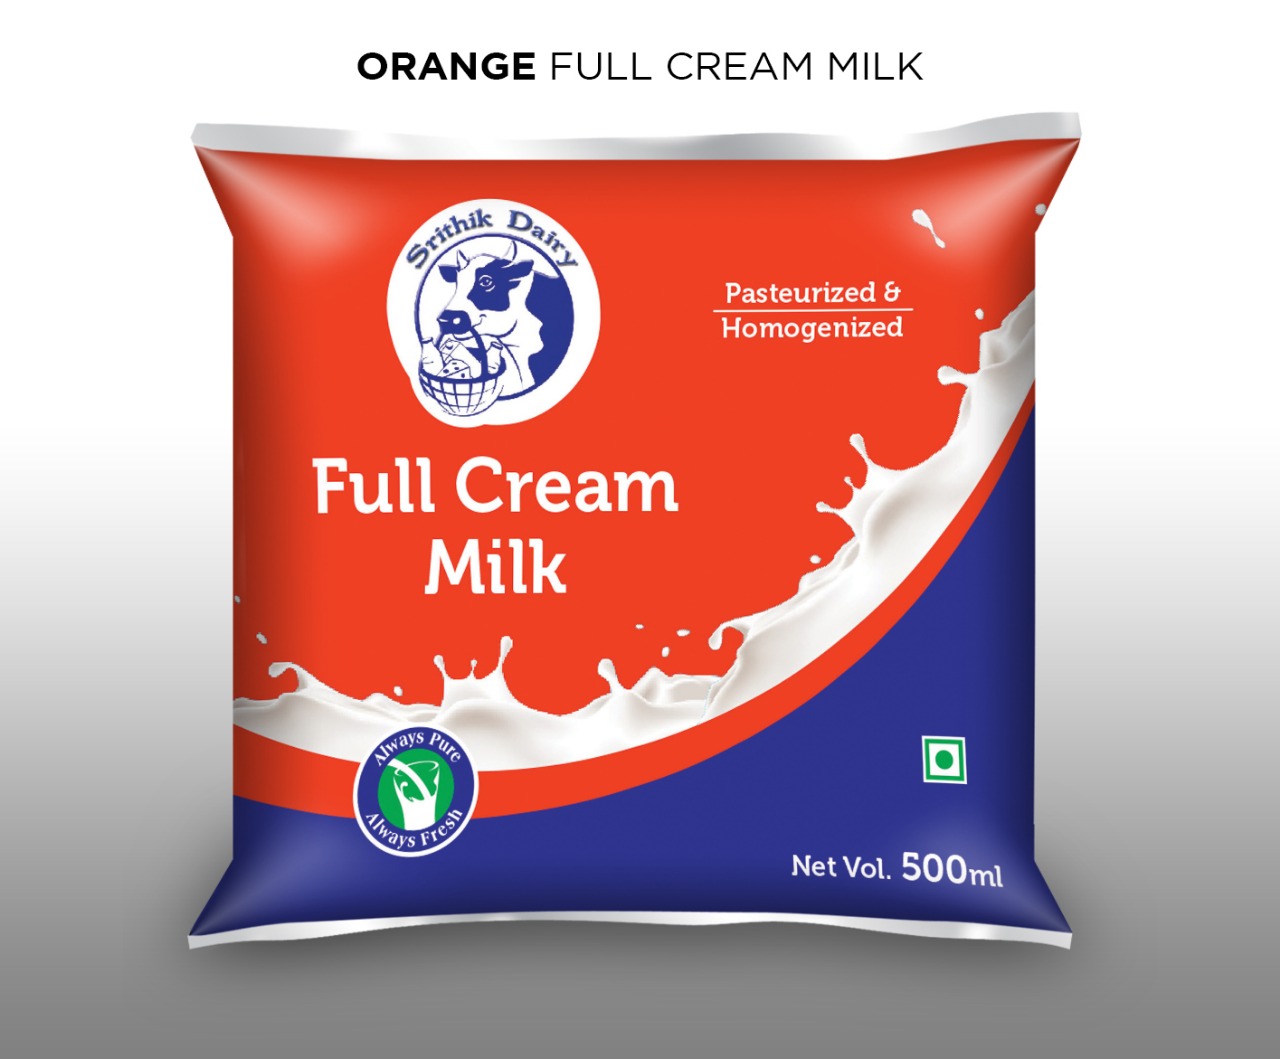 ORANGE FULL CREAM MILK
Srithik Dairy
Pasteurized &
Homogenized
Full Cream
Milk
Always Pure
Always Fresh
Net Vol. 500ml